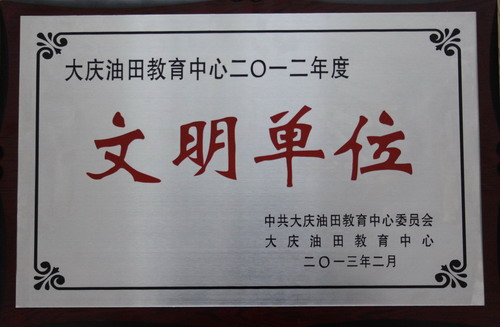 大庆油田教育中心二〇一二年度
文明单位
中共大庆油田教育中心委员会
大庆油田教育中心
二〇一三年二月